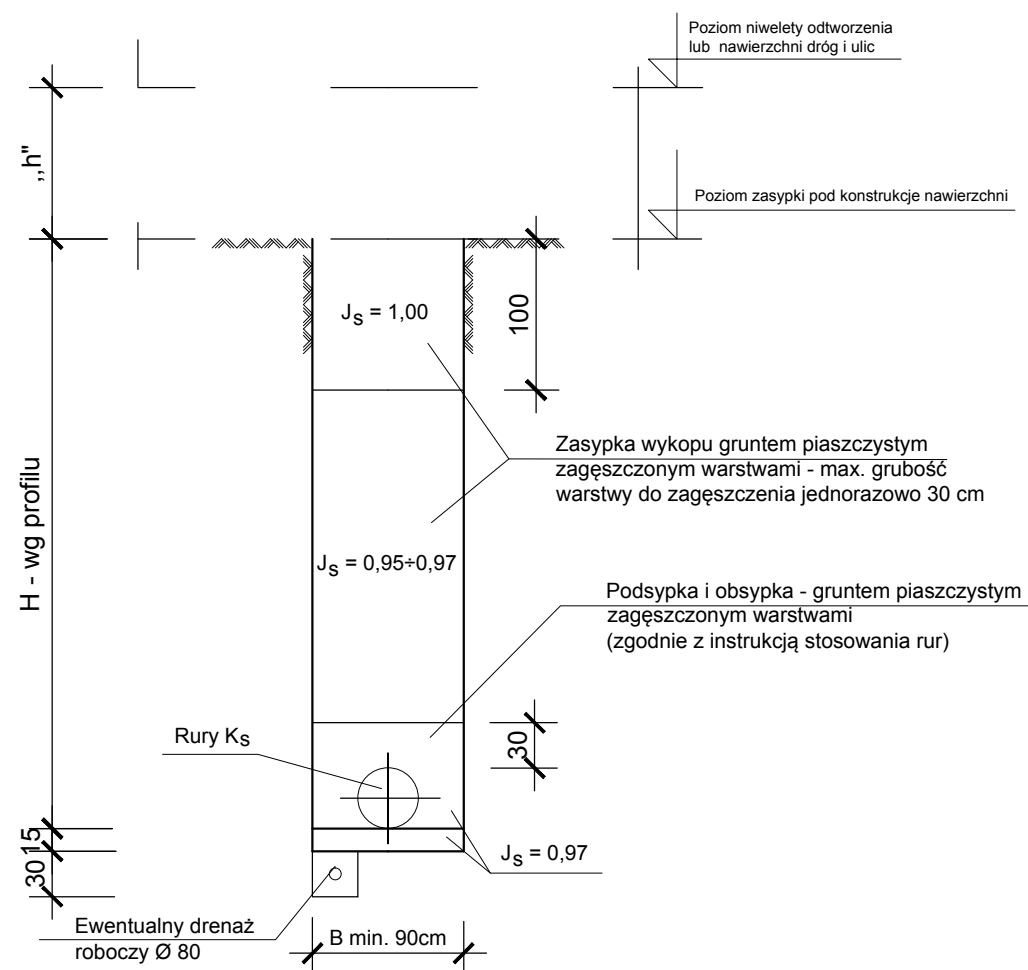 Poziom niwelety odtworzenia
lub nawierzchni dróg i ulic
,,h"
Poziom zasypki pod konstrukcje nawierzchni
Js = 1,00
100
Zasypka wykopu gruntem piaszczystym
zagęszczonym warstwami - max. grubość
warstwy do zagęszczenia jednorazowo 30 cm
H - wg profilu
Js = 0,95÷0,97
Podsypka i obsypka - gruntem piaszczystym
zagęszczonym warstwami
(zgodnie z instrukcją stosowania rur)
Rury Ks
30
15
Js = 0,97
30
Ewentualny drenaż
roboczy Ø 80
B min. 90cm